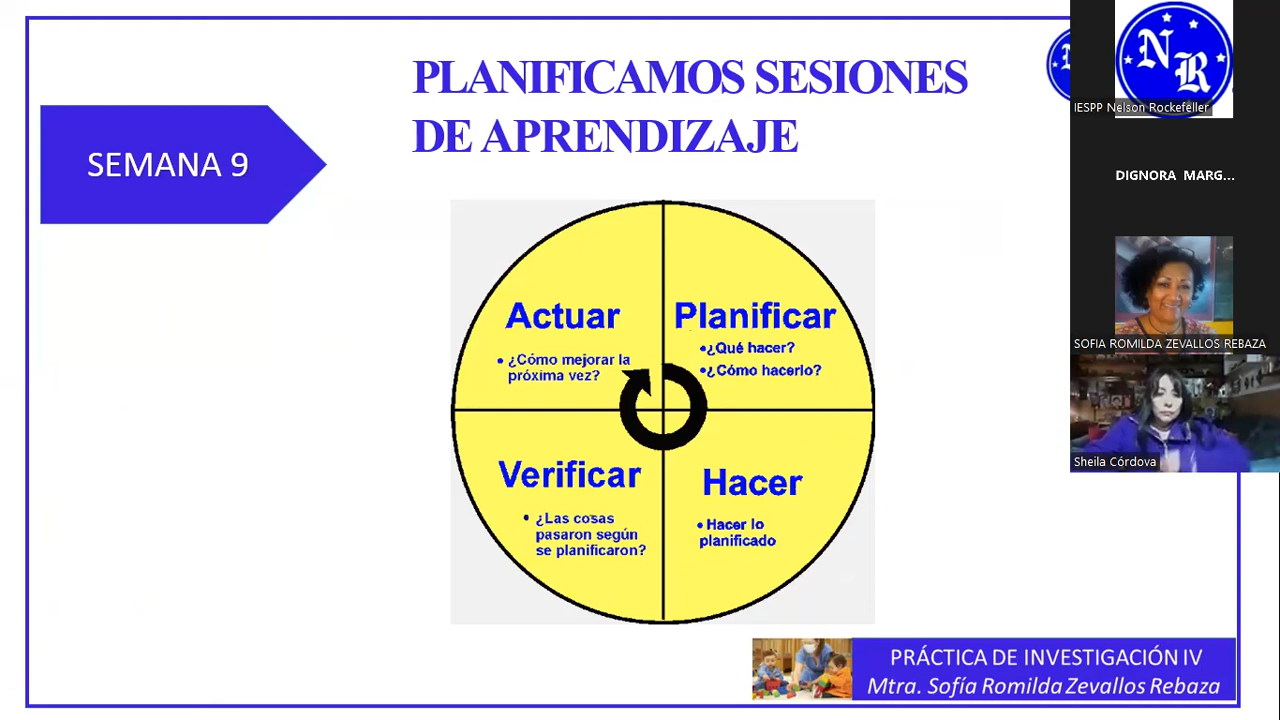 PLANIFICAMOS SESIONES
DE APRENDIZAJE
SEMANA 9
Actuar
• ¿Cómo mejorar la
próxima vez?
Planificar
•¿Qué hacer?
•¿Cómo hacerlo?
Verificar
• ¿Las cosas
pasaron según
se planificaron?
Hacer
• Hacer lo
planificado
PRÁCTICA DE INVESTIGACIÓN IV
Mtra. Sofía Romilda Zevallos Rebaza
N
R
IESPP Nelson Rockefeller
DIGNORA MARG...
SOFIA ROMILDA ZEVALLOS REBAZA
Sheila Córdova